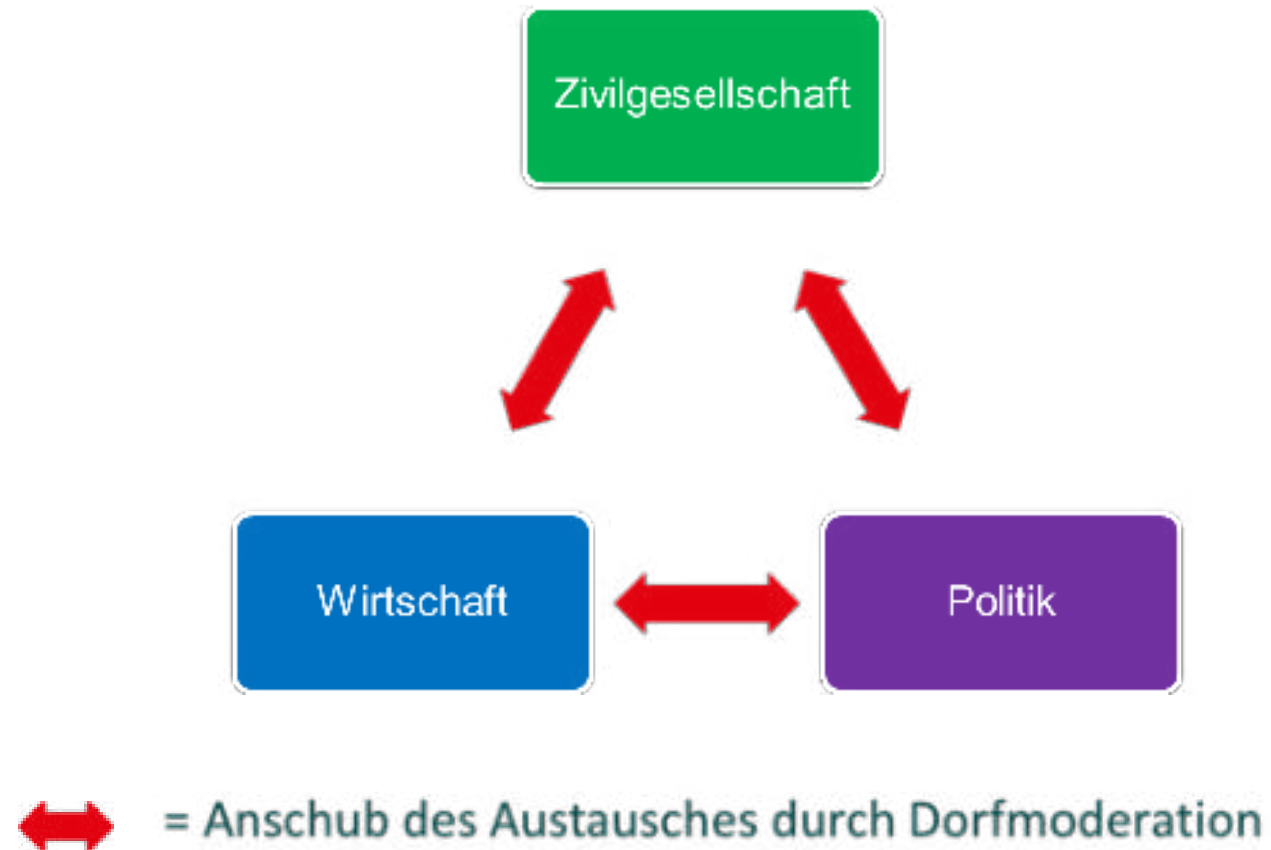 Zivilgesellschaft
Wirtschaft
Politik
= Anschub des Austausches durch Dorfmoderation